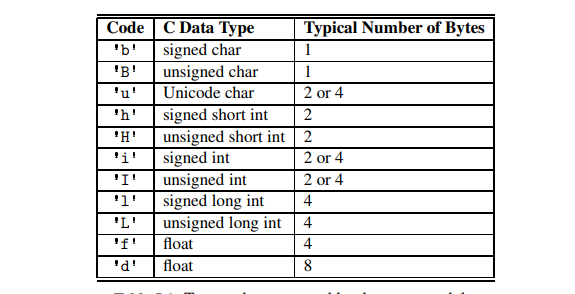 Code C Data Type Typical Number of Bytes
'b' signed char 1
'B' unsigned char 1
'u' Unicode char 2 or 4
'h' signed short int 2
'H' unsigned short int 2
'i' signed int 2 or 4
'I' unsigned int 2 or 4
'l' signed long int 4
'L' unsigned long int 4
'f' float 4
'd' float 8